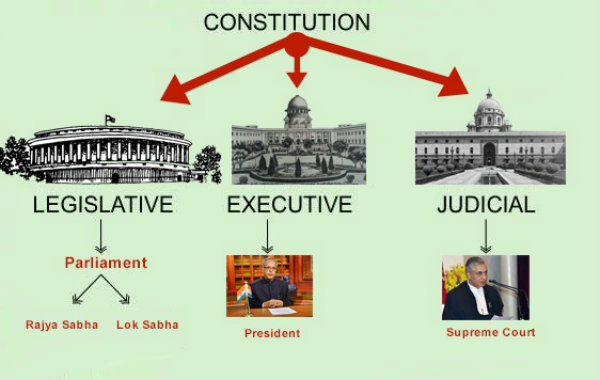 CONSTITUTION
LEGISLATIVE
EXECUTIVE
JUDICIAL
Parliament
Rajya Sabha
Lok Sabha
President
Supreme Court